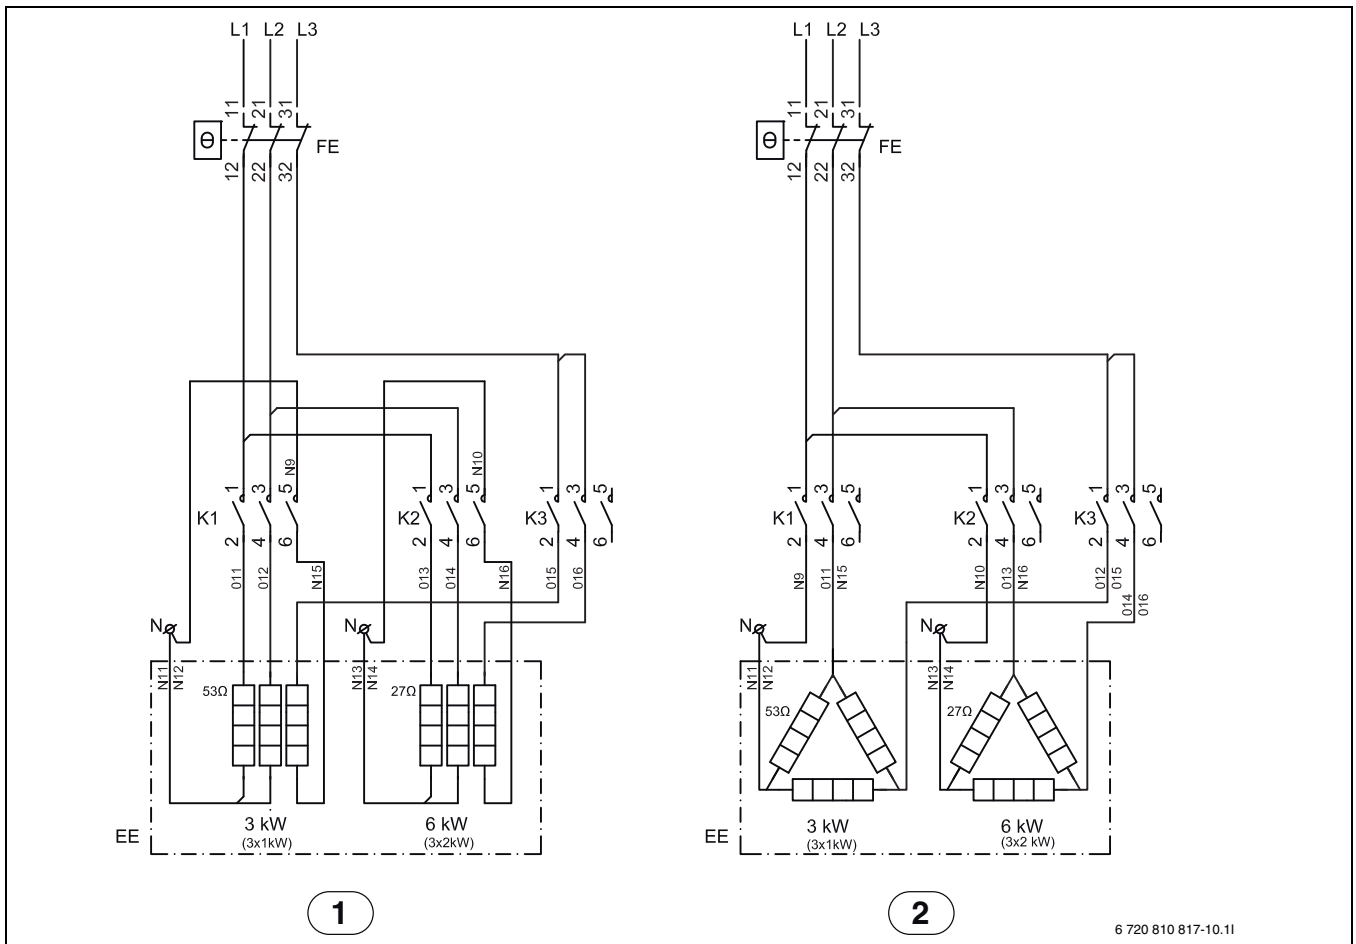 L1 L2 L3
11 21 31
Θ
FE
12 22 32
N9
N10
1 3 5
1 3 5
1 3 5
K1
K2
K3
2 4 6
2 4 6
2 4 6
011 012 N15
013 014 N16
015 016
N
N
N11 N12
N13 N14
53Ω
27Ω
3 kW
(3x1kW)
6 kW
(3x2kW)
EE
1
L1 L2 L3
11 21 31
Θ
FE
12 22 32
1 3 5
1 3 5
1 3 5
K1
K2
K3
2 4 6
2 4 6
2 4 6
N9 011 N15
N10 013 N16
012 015
014 016
N
N
N11 N12
N13 N14
53Ω
27Ω
3 kW
(3x1kW)
6 kW
(3x2 kW)
EE
2
6 720 810 817-10.1I